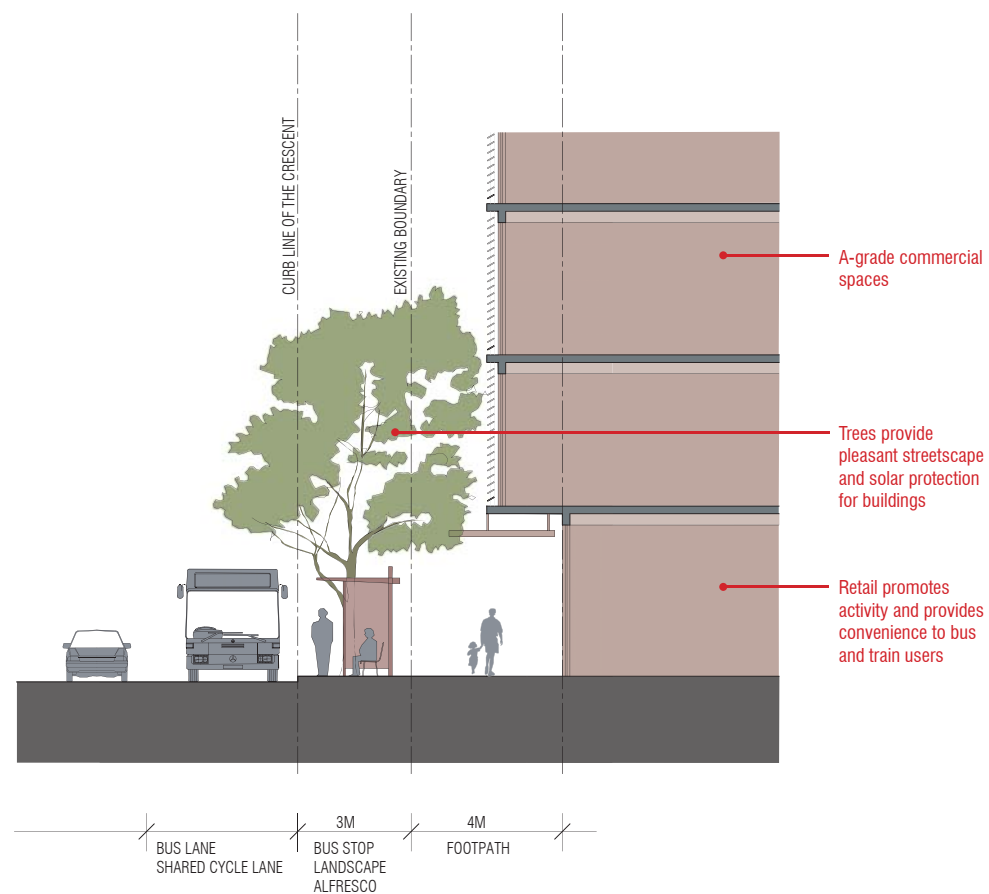 CURB LINE OF THE CRESCENT
EXISTING BOUNDARY
A-grade commercial
spaces
Trees provide
pleasant streetscape
and solar protection
for buildings
Retail promotes
activity and provides
convenience to bus
and train users
3M
4M
BUS LANE
SHARED CYCLE LANE
BUS STOP
LANDSCAPE
ALFRESCO
FOOTPATH